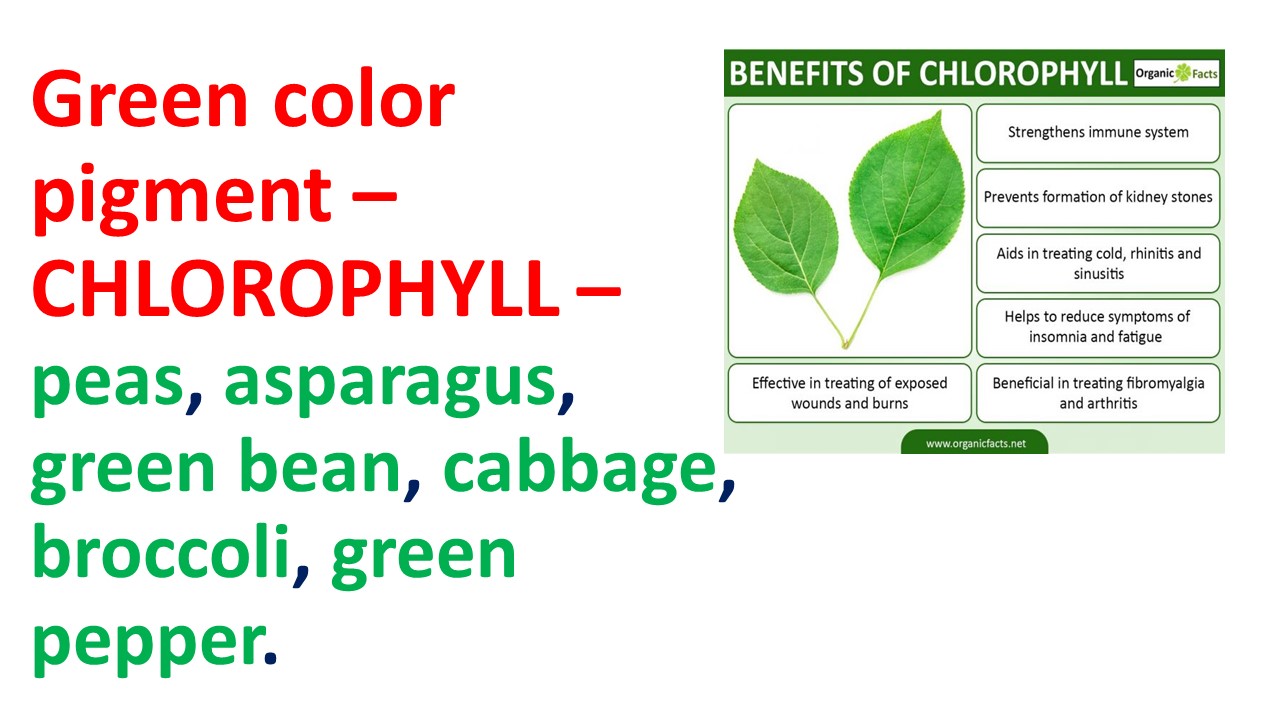 Green color
pigment –
CHLOROPHYLL –
peas, asparagus,
green bean, cabbage,
broccoli, green
pepper.
BENEFITS OF CHLOROPHYLL
Organic Facts
Strengthens immune system
Prevents formation of kidney stones
Aids in treating cold, rhinitis and
sinusitis
Helps to reduce symptoms of
insomnia and fatigue
Effective in treating of exposed
wounds and burns
Beneficial in treating fibromyalgia
and arthritis
www.organicfacts.net